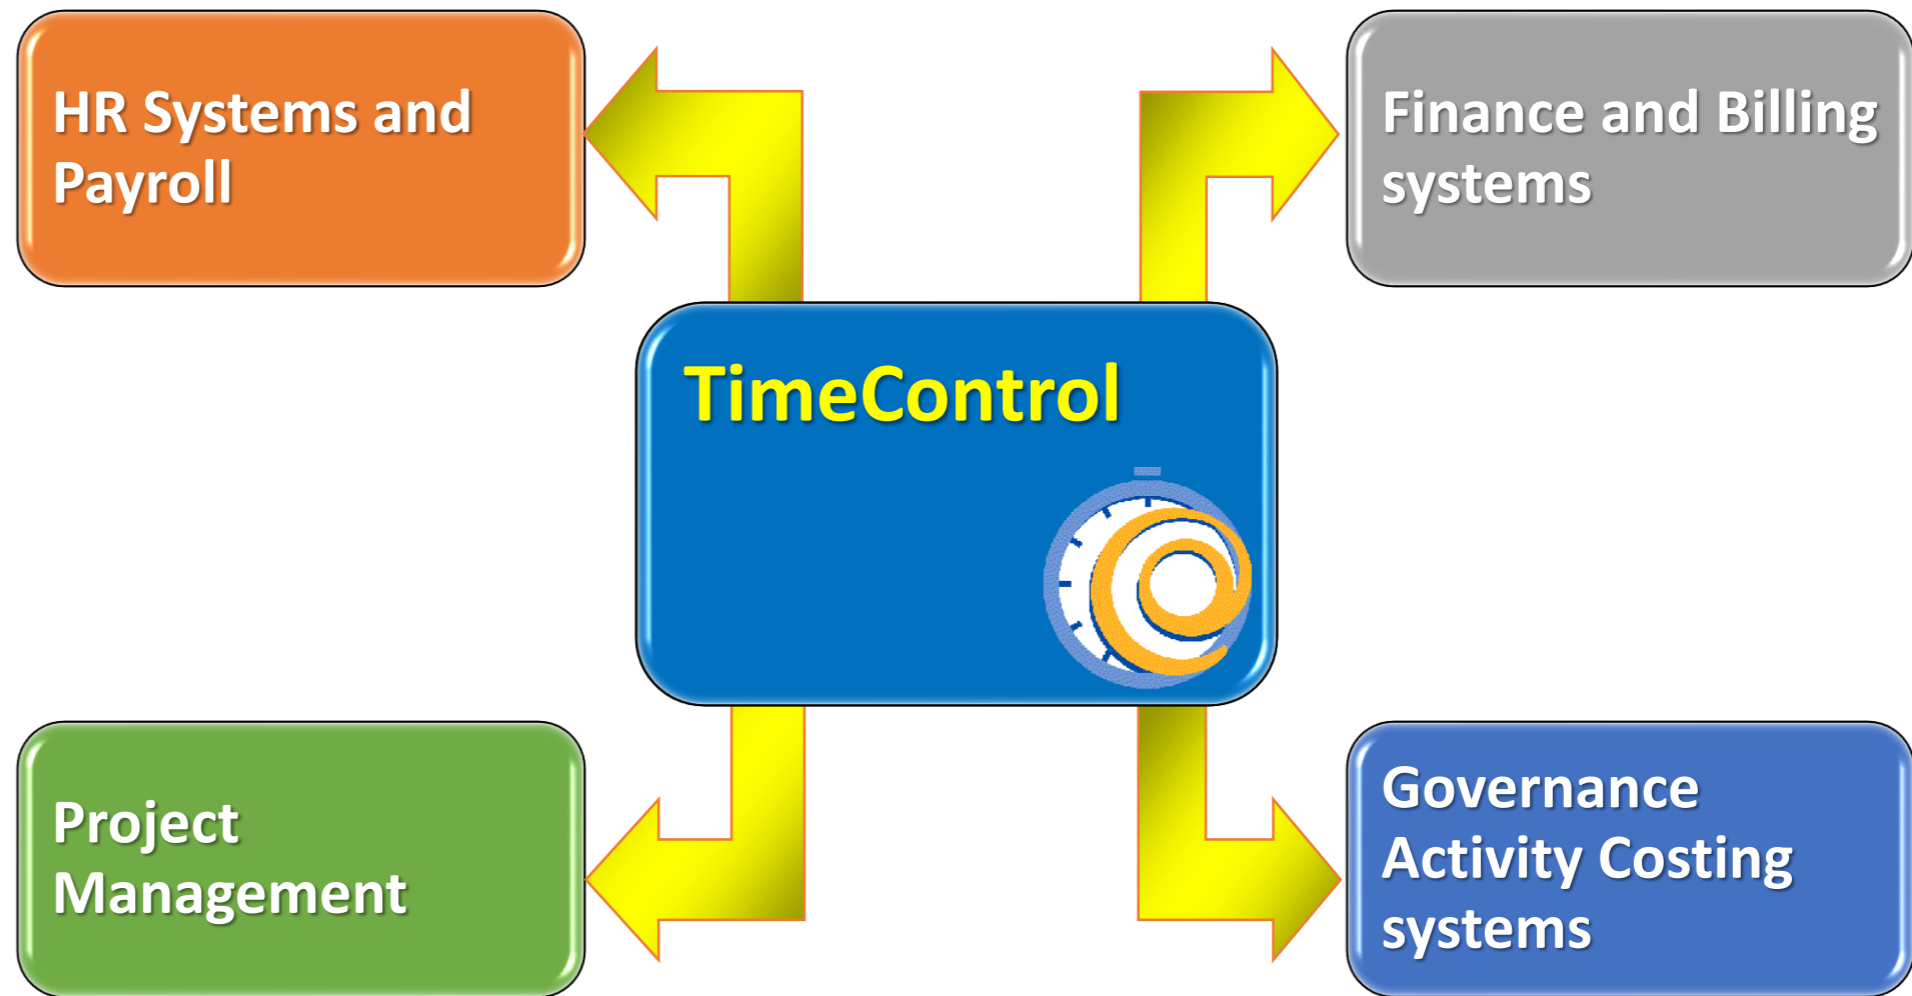 HR Systems and
Payroll
Finance and Billing
systems
TimeControl
Project
Management
Governance
Activity Costing
systems